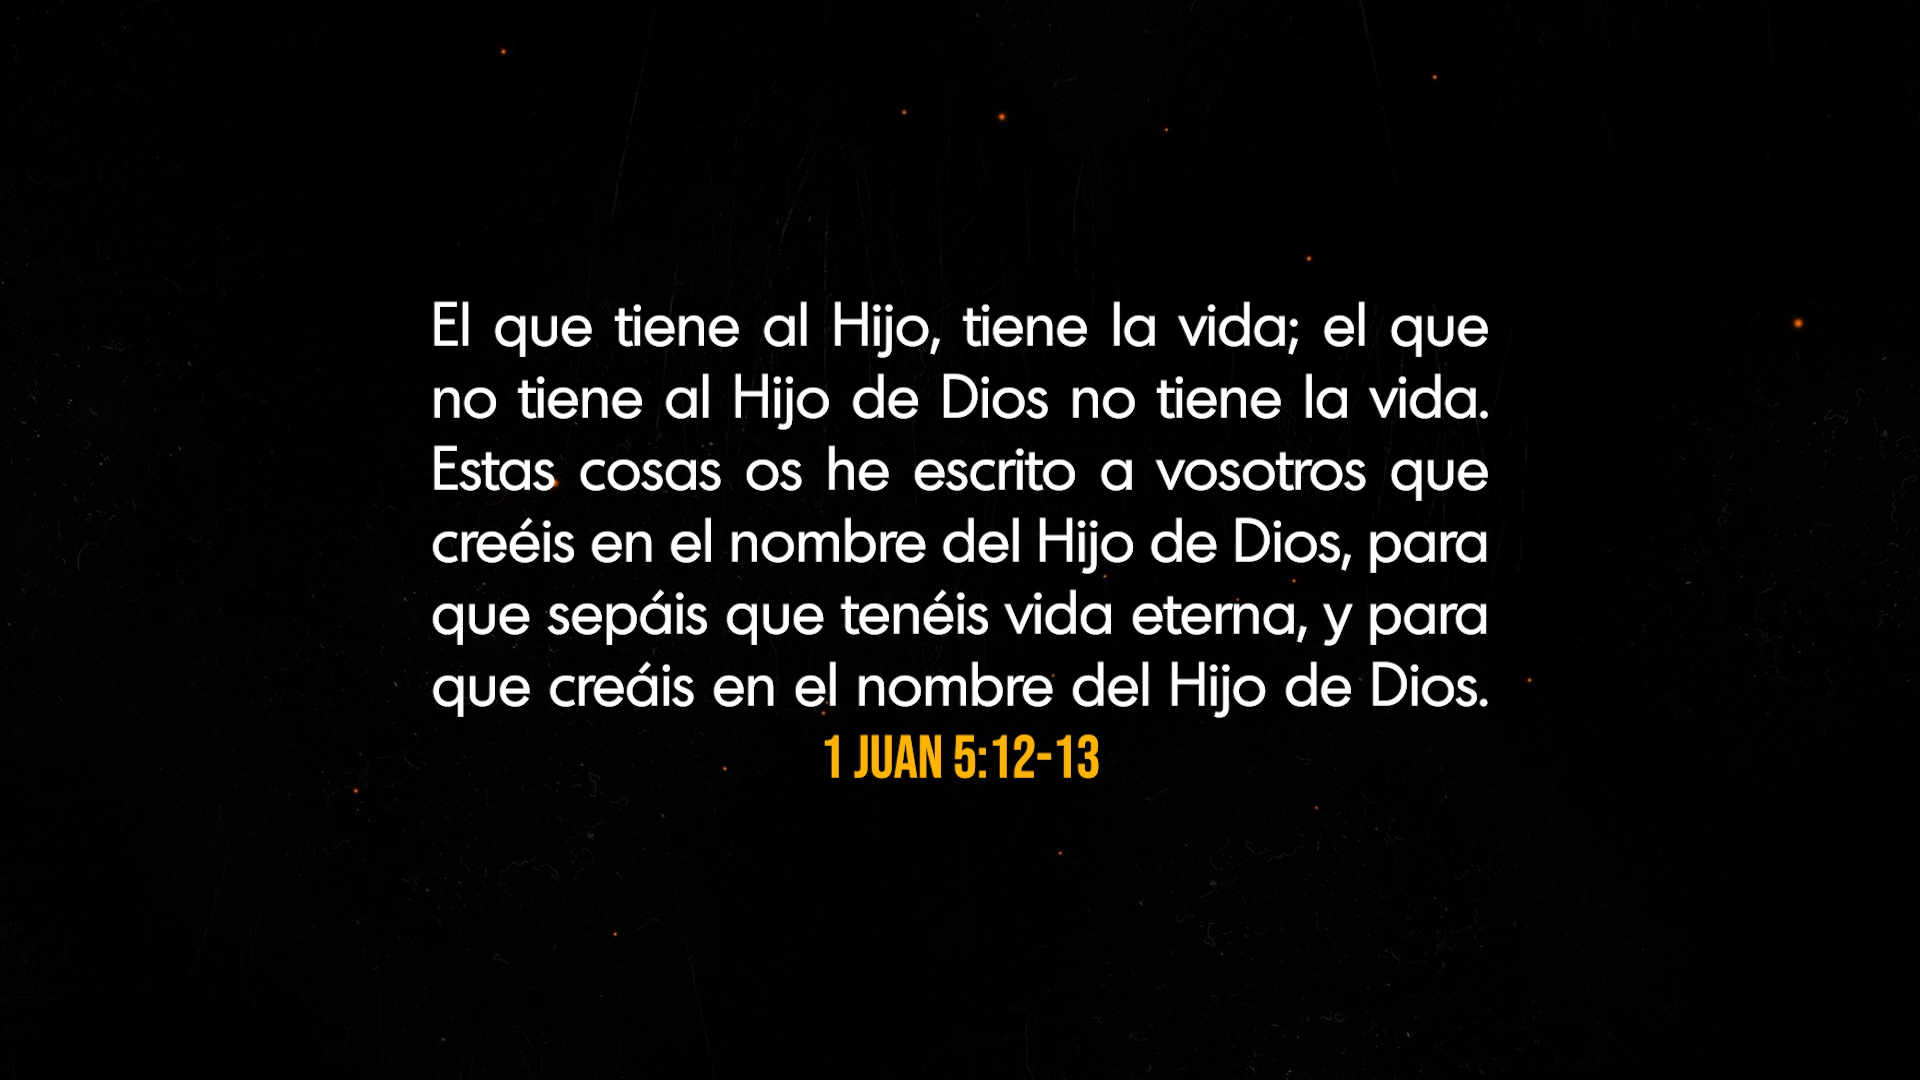 El que tiene al Hijo, tiene la vida; el que
no tiene al Hijo de Dios no tiene la vida.
Estas cosas os he escrito a vosotros que
creéis en el nombre del Hijo de Dios, para
que sepáis que tenéis vida eterna, y para
que creáis en el nombre del Hijo de Dios.
1 JUAN 5:12-13